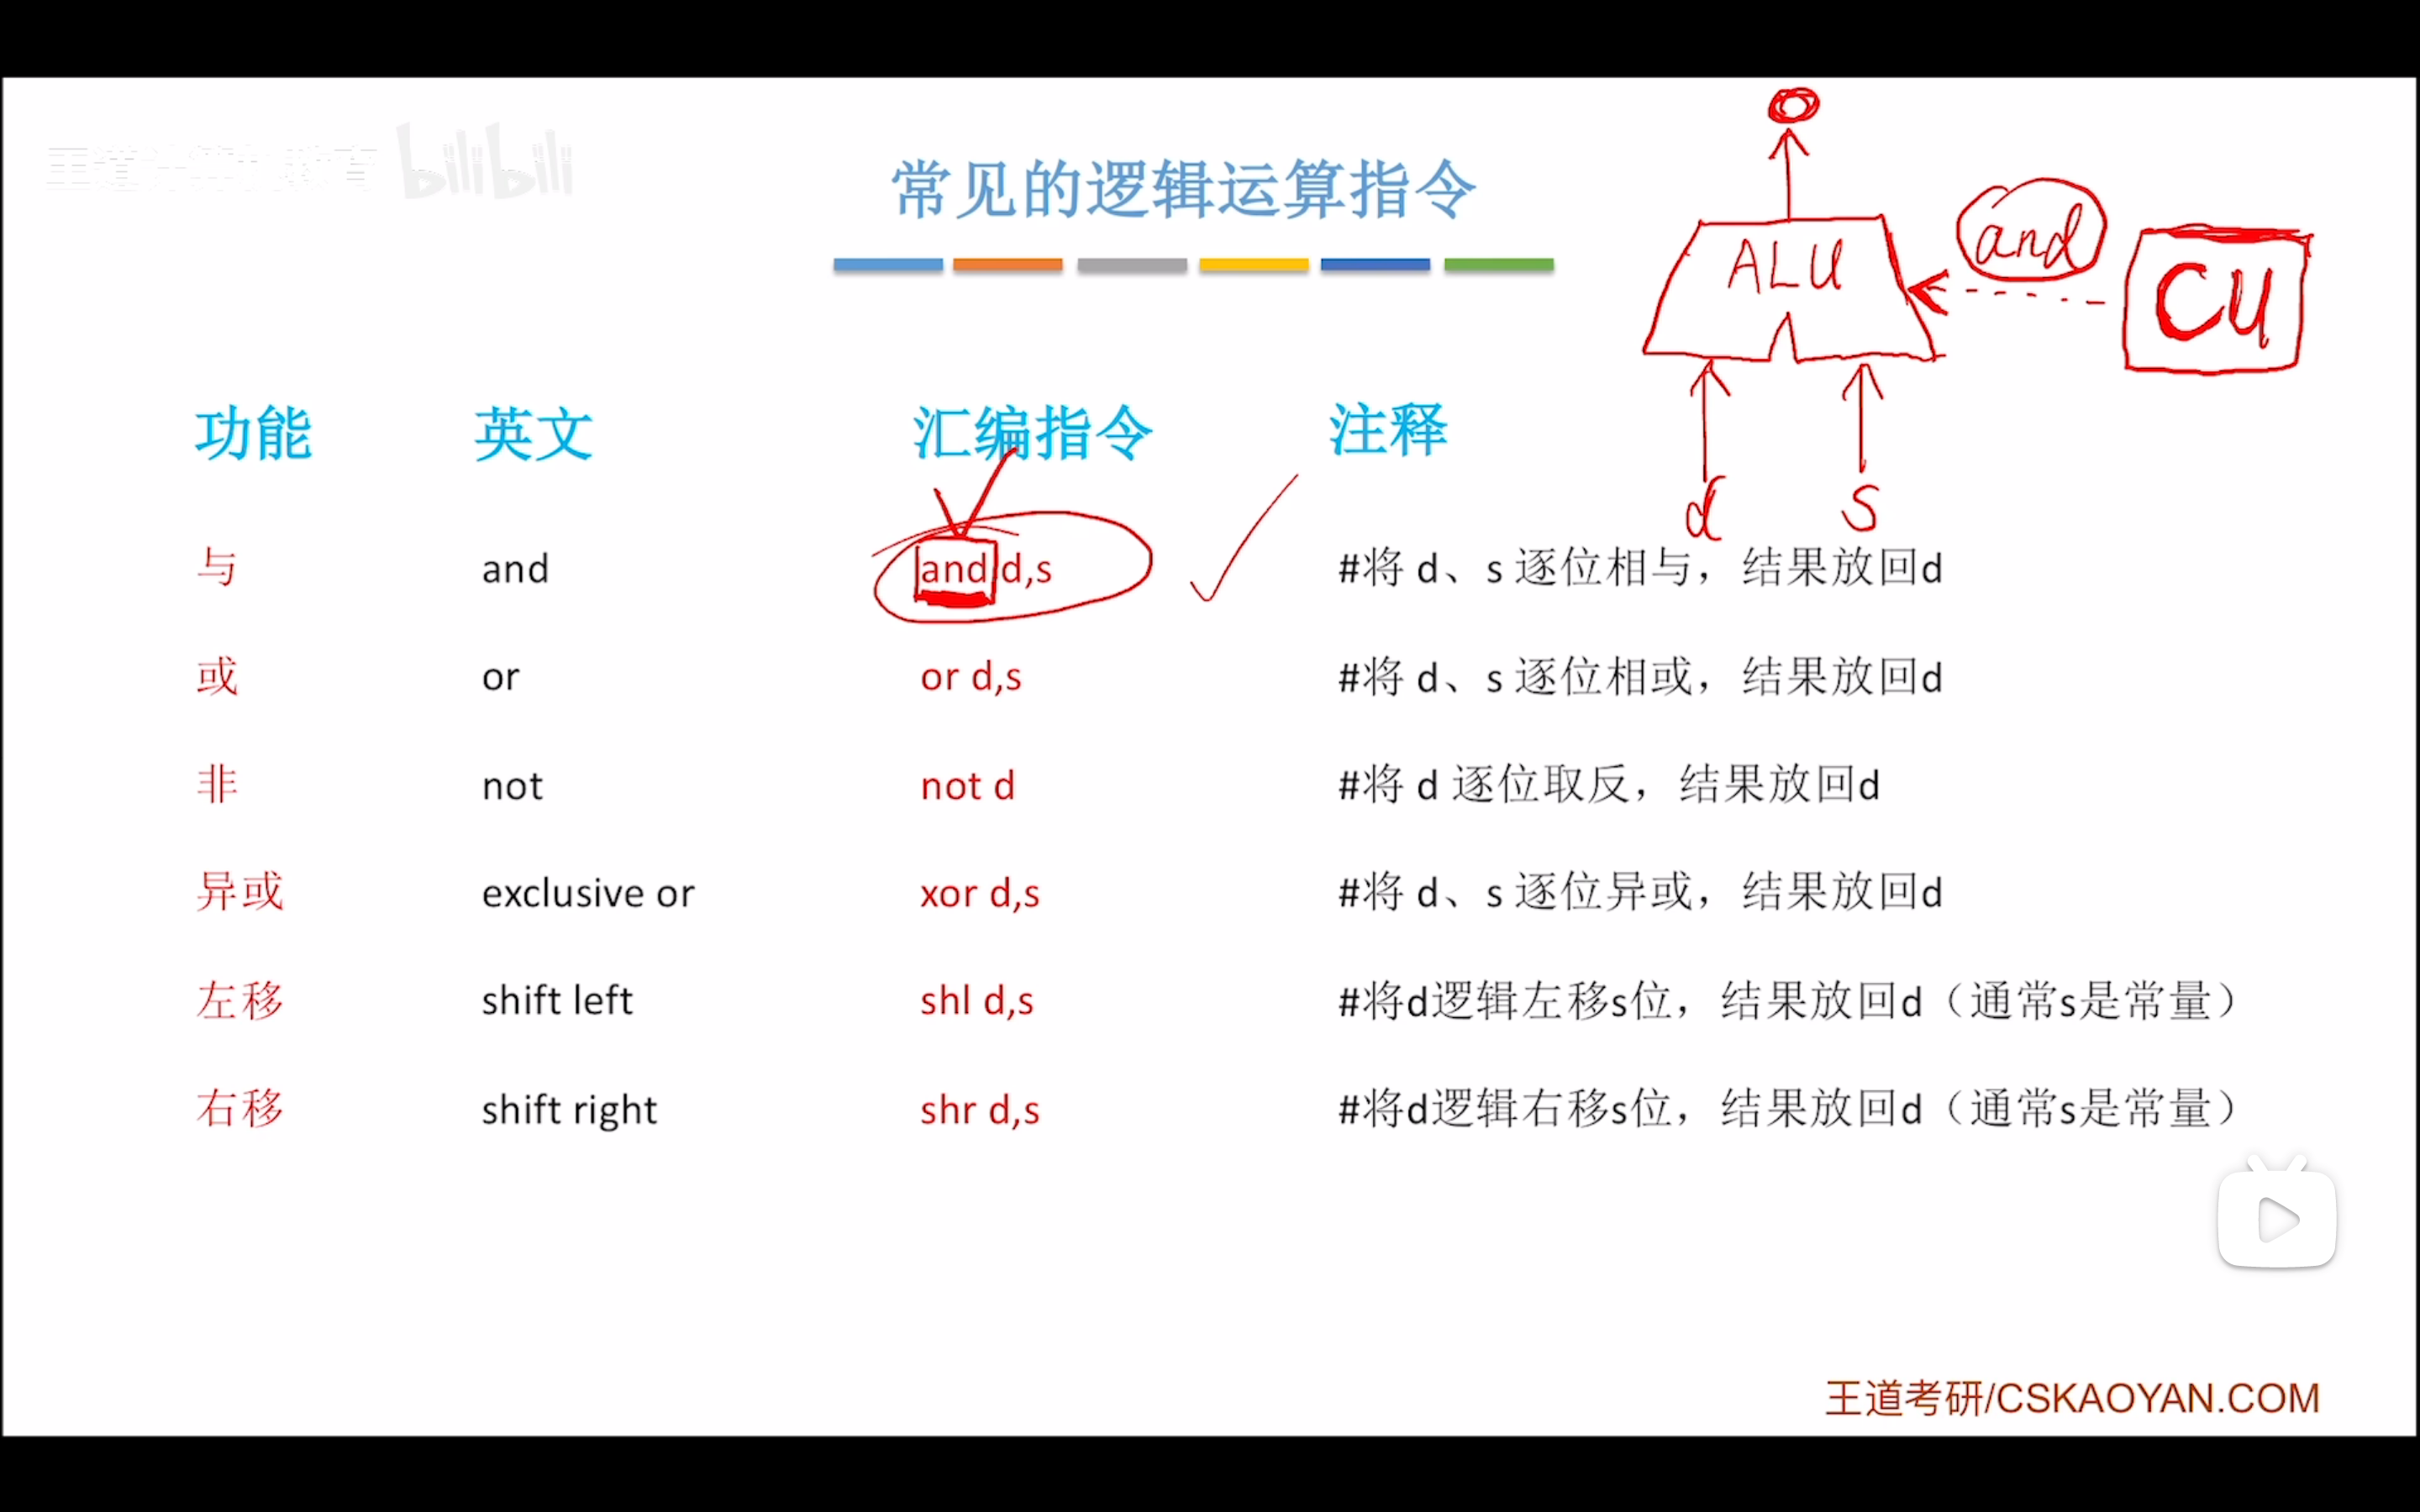 王道计算机教育 bilibili
常见的逻辑运算指令
ALU
and
CU
d s
功能 英文 汇编指令 注释
与 and and d,s #将 d、s 逐位相与，结果放回d
或 or or d,s #将 d、s 逐位相或，结果放回d
非 not not d #将 d 逐位取反，结果放回d
异或 exclusive or xor d,s #将 d、s 逐位异或，结果放回d
左移 shift left shl d,s #将d逻辑左移s位，结果放回d（通常s是常量）
右移 shift right shr d,s #将d逻辑右移s位，结果放回d（通常s是常量）
王道考研/CSKAOYAN.COM